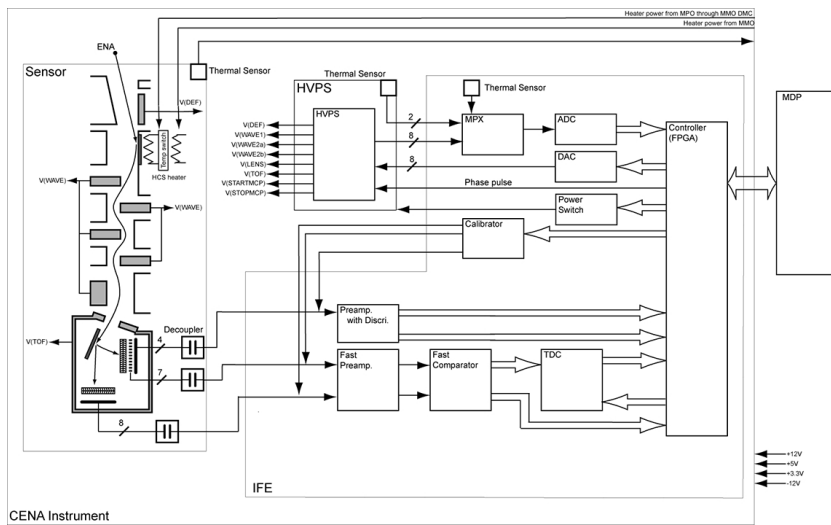 Heater power from MPO through MMO DMC
Heater power from MMO
ENA
Sensor
Thermal Sensor
V(DEF)
Temp switch
HCS heater
V(WAVE)
V(WAVE)
V(TOF)
Decoupler
4
7
8
Thermal Sensor
HVPS
HVPS
V(DEF)
V(WAVE1)
V(WAVE2a)
V(WAVE2b)
V(LENS)
V(TOF)
V(STARTMCP)
V(STOPMCP)
2
8
8
Thermal Sensor
MPX
ADC
DAC
Phase pulse
Power
Switch
Calibrator
Controller
(FPGA)
MDP
Preamp.
with Discri.
Fast
Preamp.
Fast
Comparator
TDC
IFE
+12V
+5V
+3.3V
-12V
CENA Instrument